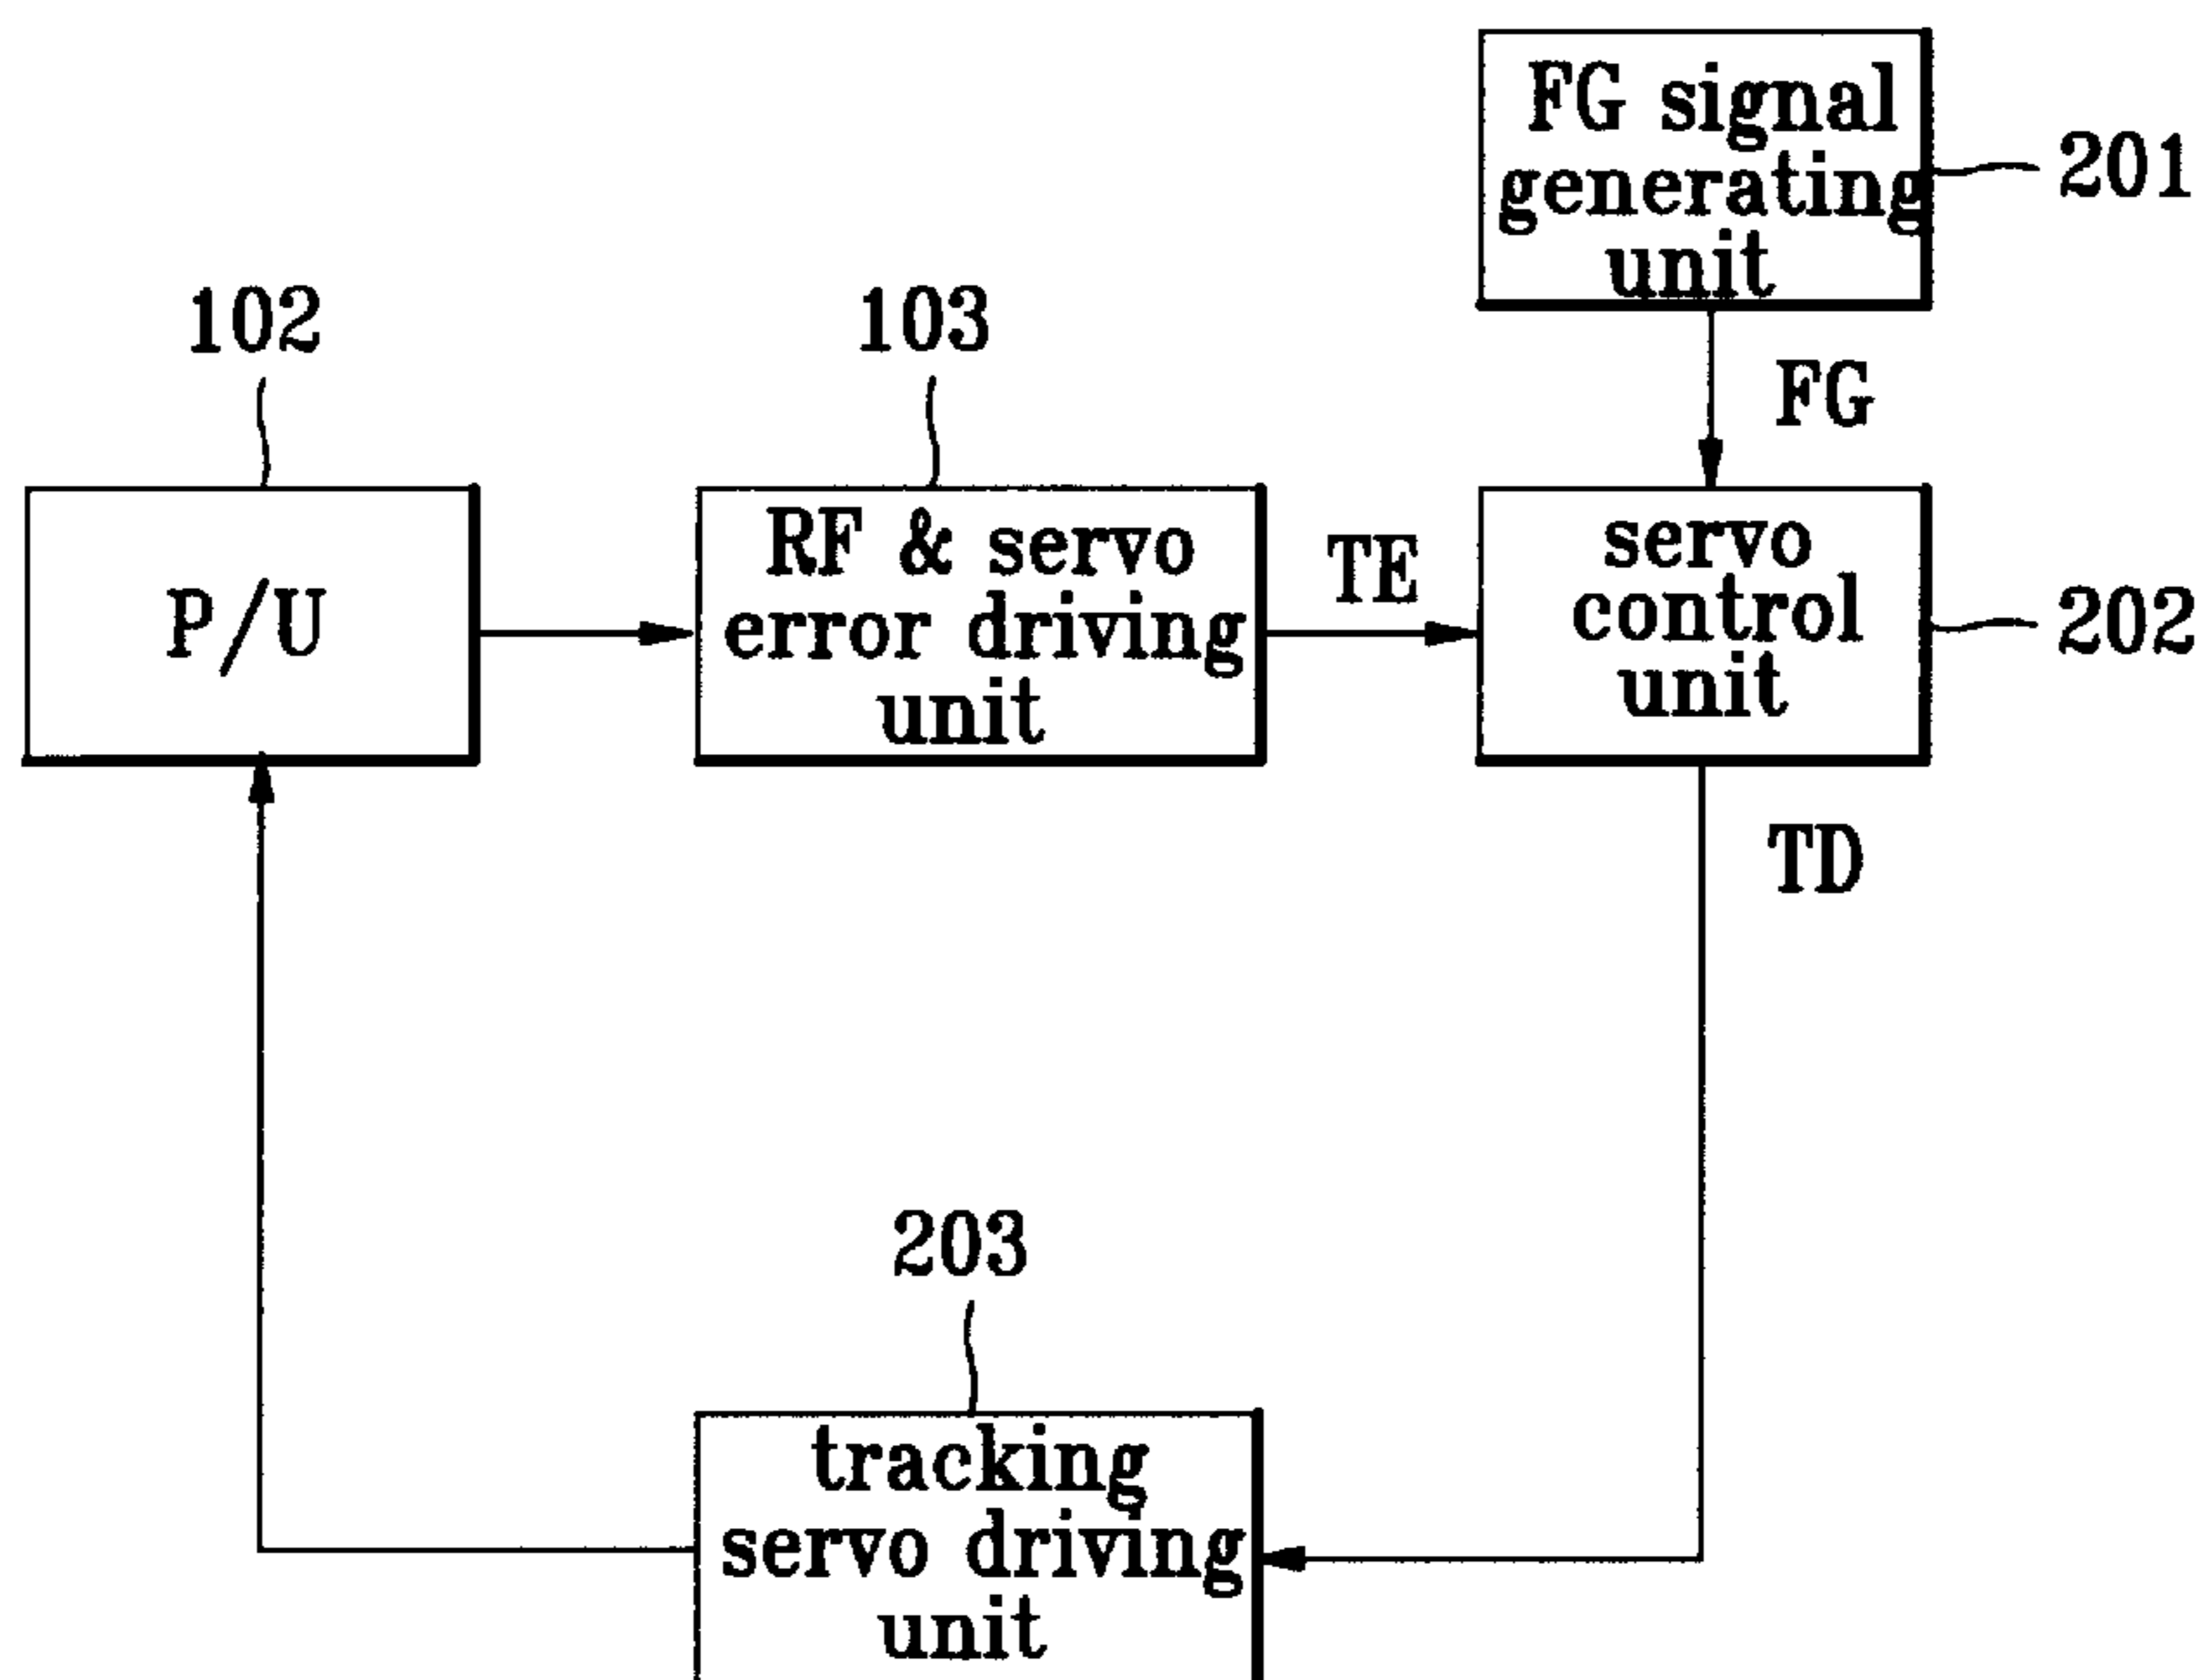 FG signal
generating
unit
201
102
103
FG
P/U
RF & servo
error driving
unit
TE
servo
control
unit
202
TD
203
tracking
servo driving
unit